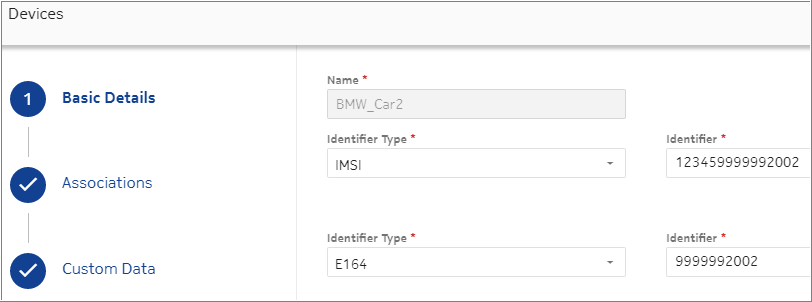 Devices
1 Basic Details
Associations
Custom Data
Name *
BMW_Car2
Identifier Type * Identifier *
IMSI 123459999992002
Identifier Type * Identifier *
E164 9999992002